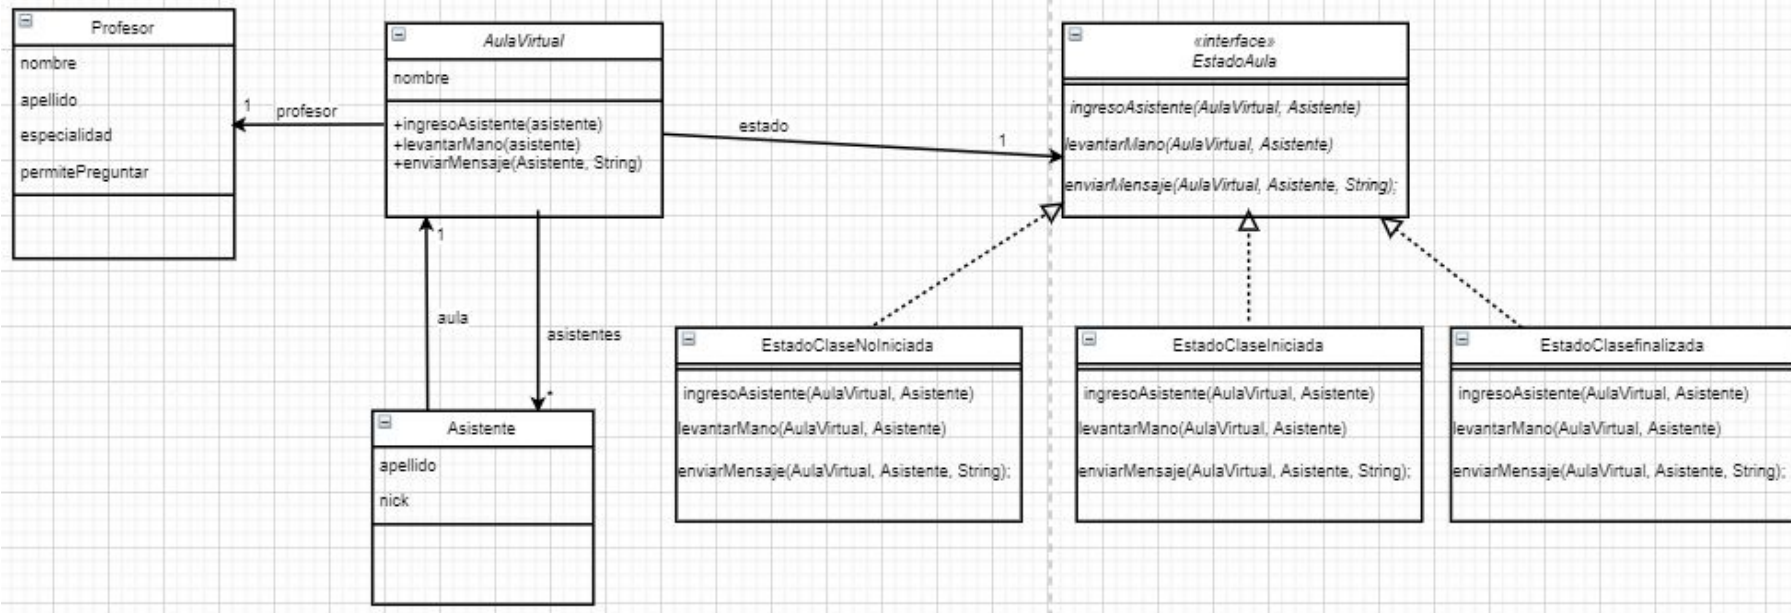 Profesor
nombre
apellido
especialidad
permitePreguntar
1
profesor
AulaVirtual
nombre
+ingresoAsistente(asistente)
+levantarMano(asistente)
+enviarMensaje(Asistente, String)
estado
1
«interface»
EstadoAula
ingresoAsistente(AulaVirtual, Asistente)
levantarMano(AulaVirtual, Asistente)
enviarMensaje(AulaVirtual, Asistente, String);
1
aula
asistentes
*
Asistente
apellido
nick
EstadoClaseNoIniciada
ingresoAsistente(AulaVirtual, Asistente)
levantarMano(AulaVirtual, Asistente)
enviarMensaje(AulaVirtual, Asistente, String);
EstadoClaseIniciada
ingresoAsistente(AulaVirtual, Asistente)
levantarMano(AulaVirtual, Asistente)
enviarMensaje(AulaVirtual, Asistente, String);
EstadoClasefinalizada
ingresoAsistente(AulaVirtual, Asistente)
levantarMano(AulaVirtual, Asistente)
enviarMensaje(AulaVirtual, Asistente, String);